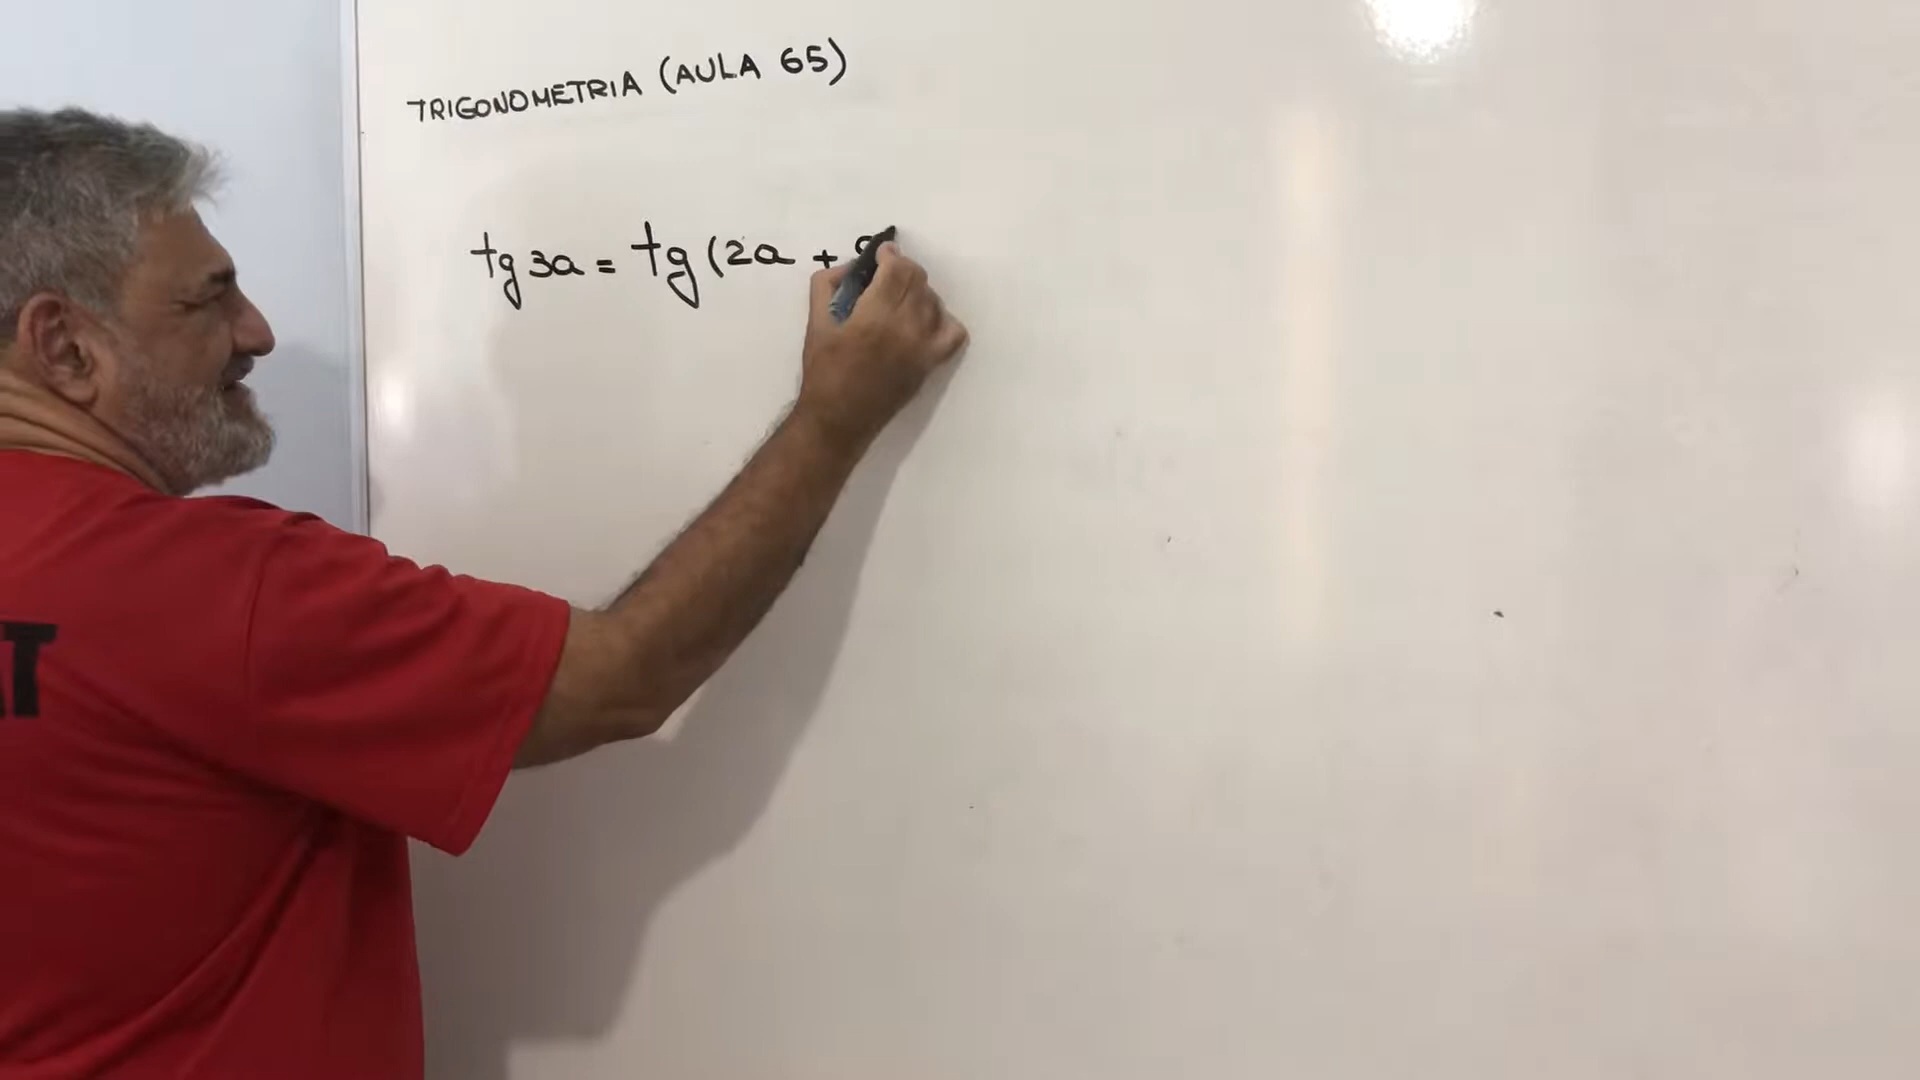 TRIGONOMETRIA (AULA 65)
tg 3a = tg (2a +
T